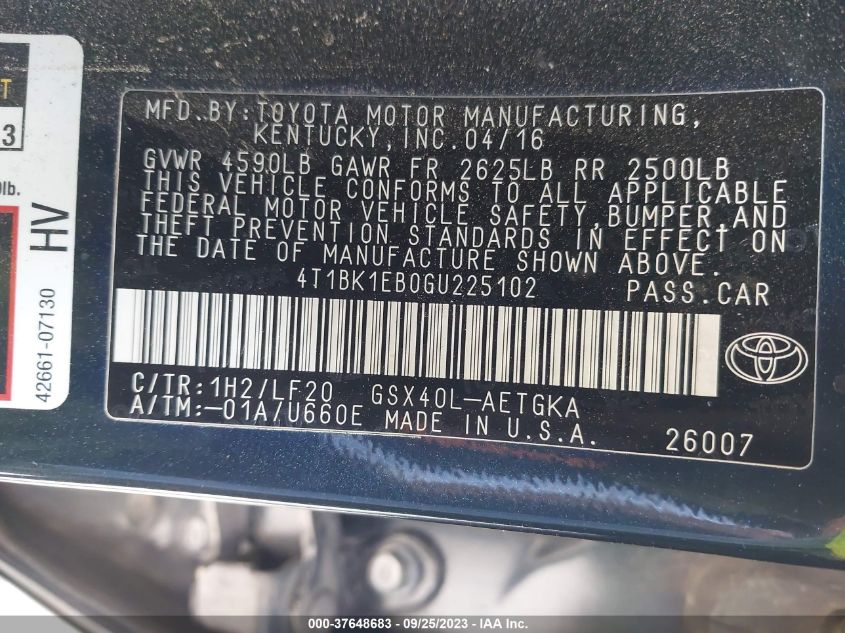 T
3
0lb.
HV
42661-07130
MFD.BY:TOYOTA MOTOR MANUFACTURING,
KENTUCKY,INC.04/16
GVWR 4590LB GAWR FR 2625LB RR 2500LB
THIS VEHICLE CONFORMS TO ALL APPLICABLE
FEDERAL MOTOR VEHICLE SAFETY,BUMPER,AND
THEFT PREVENTION STANDARDS IN EFFECT ON
THE DATE OF MANUFACTURE SHOWN ABOVE.
4T1BK1EB0GU225102 PASS.CAR
C/TR:1H2/LF20 GSX40L-AETGKA
A/TM:-01A/U660E MADE IN U.S.A. 26007
000-37648683 - 09/25/2023 - IAA Inc.